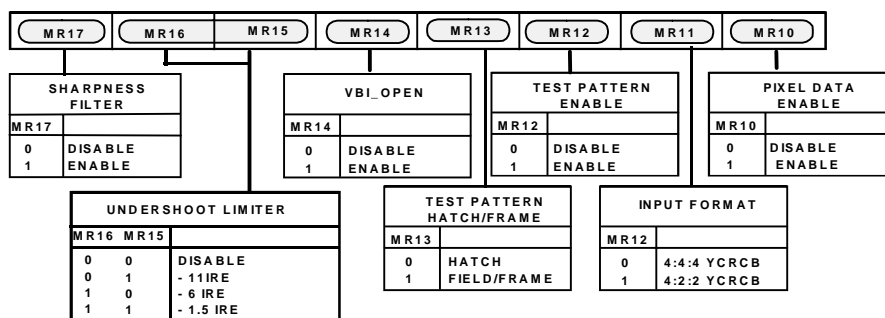 MR17 MR16 MR15 MR14 MR13 MR12 MR11 MR10
SHARPNESS
FILTER
MR17
0 DISABLE
1 ENABLE
VBI_OPEN
MR14
0 DISABLE
1 ENABLE
TEST PATTERN
ENABLE
MR12
0 DISABLE
1 ENABLE
PIXEL DATA
ENABLE
MR10
0 DISABLE
1 ENABLE
UNDERSHOOT LIMITER
MR16 MR15
0 0 DISABLE
0 1 - 11IRE
1 0 - 6 IRE
1 1 - 1.5 IRE
TEST PATTERN
HATCH/FRAME
MR13
0 HATCH
1 FIELD/FRAME
INPUT FORMAT
MR12
0 4:4:4 YCRCB
1 4:2:2 YCRCB